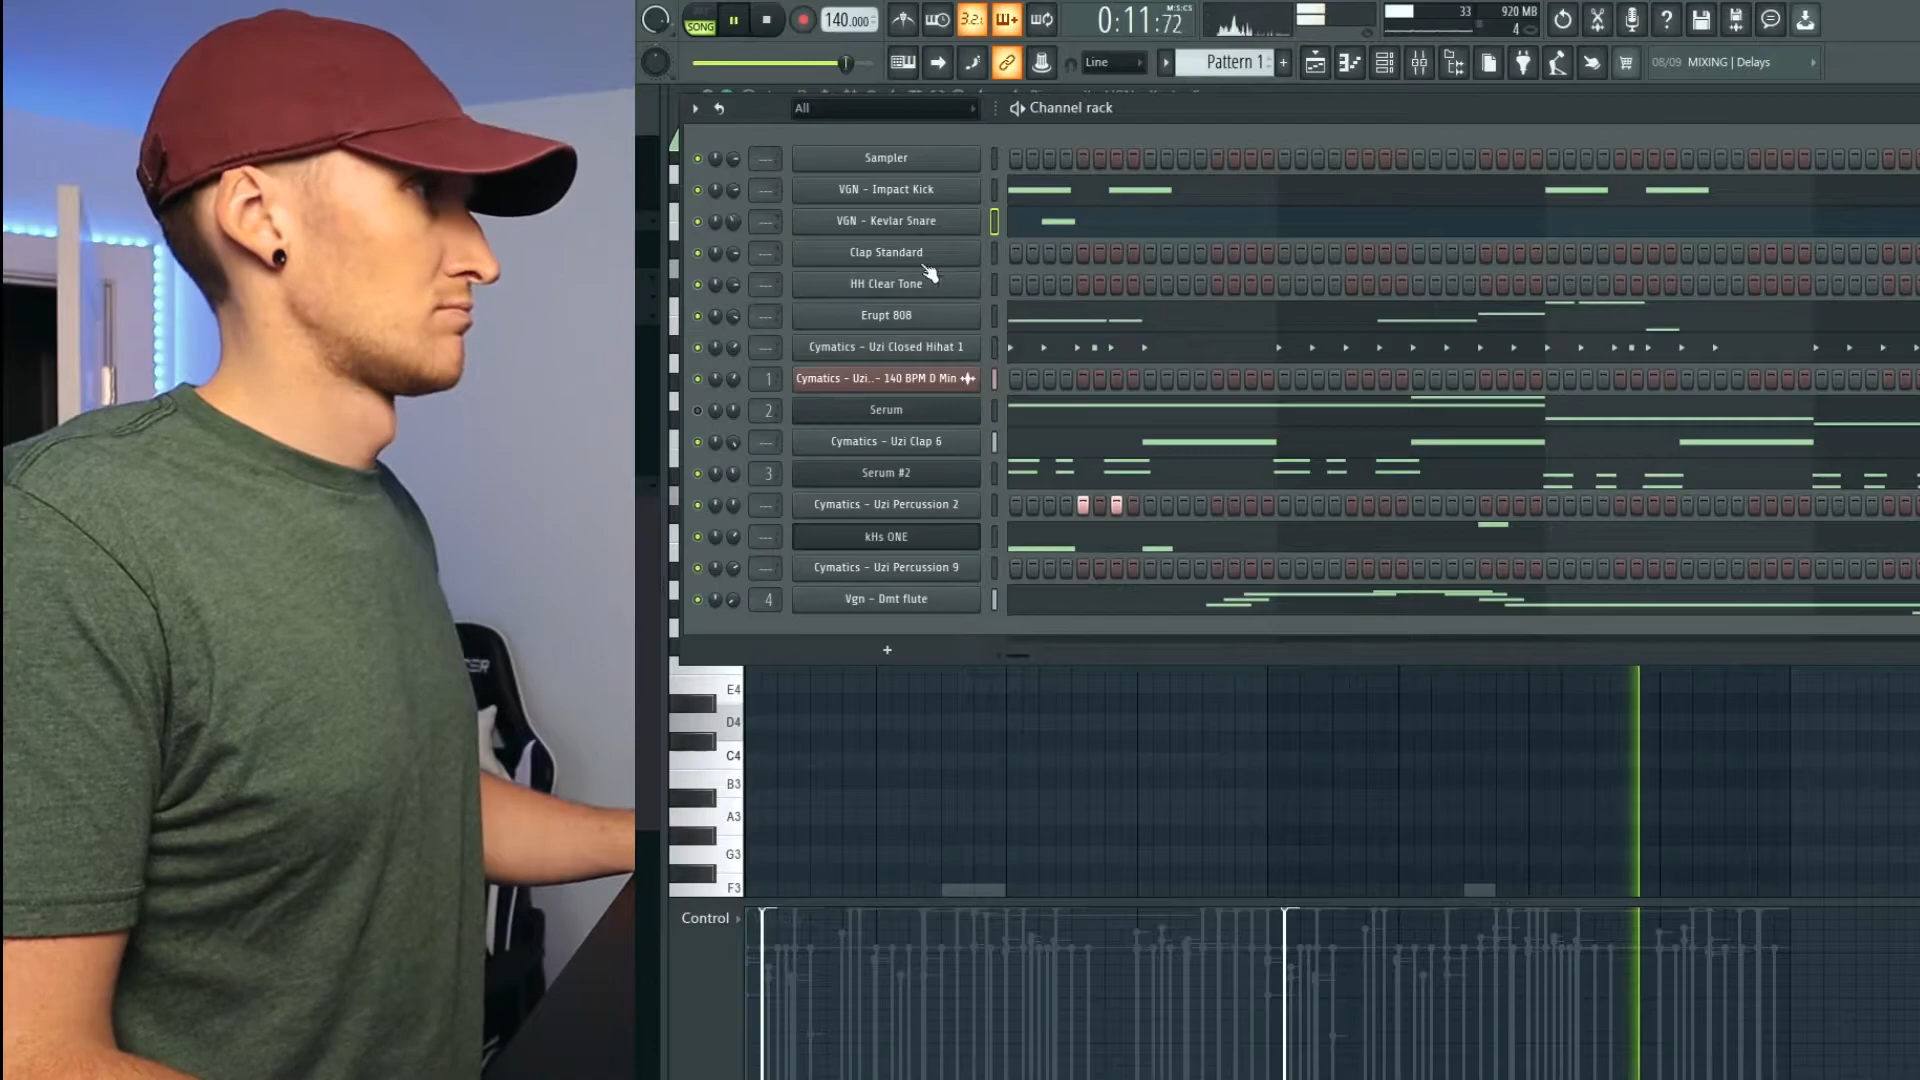 SONG
140.000
3.2.
0:11:72
M:S:CS
33
920 MB
4
Line
Pattern 1
+
08/09 MIXING | Delays
All
Channel rack
Sampler
VGN - Impact Kick
VGN - Kevlar Snare
Clap Standard
HH Clear Tone
Erupt 808
Cymatics - Uzi Closed Hihat 1
1 Cymatics - Uzi..- 140 BPM D Min
2 Serum
Cymatics - Uzi Clap 6
3 Serum #2
Cymatics - Uzi Percussion 2
kHs ONE
Cymatics - Uzi Percussion 9
4 Vgn - Dmt flute
+
E4
D4
C4
B3
A3
G3
F3
Control